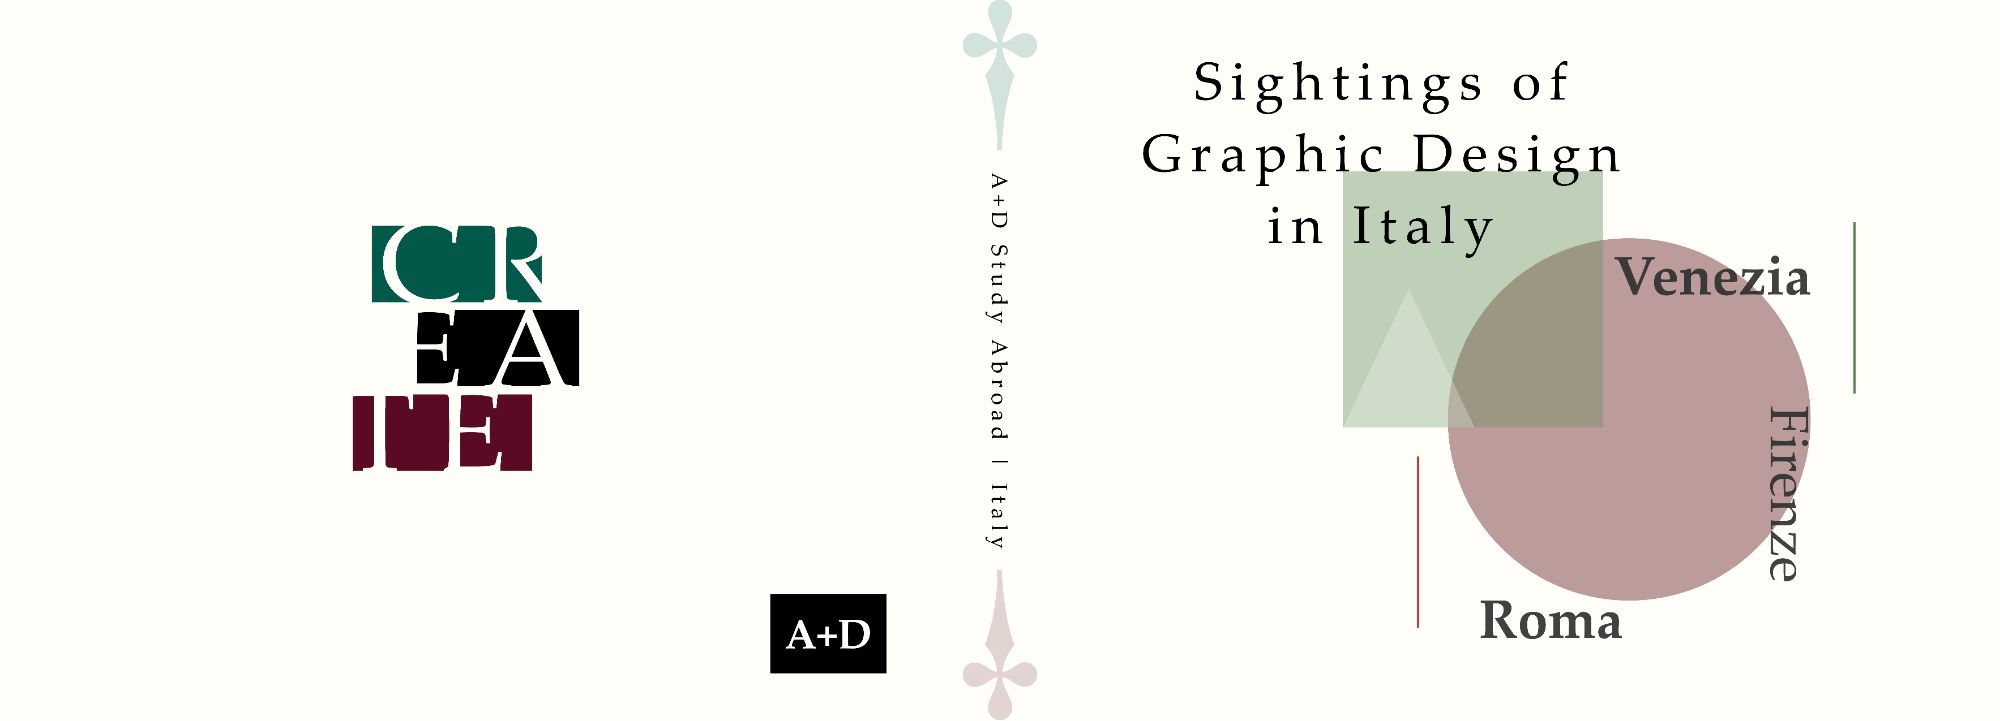 CR
EA
TE
A+D
A+D Study Abroad | Italy
Sightings of
Graphic Design
in Italy
Venezia
Firenze
Roma